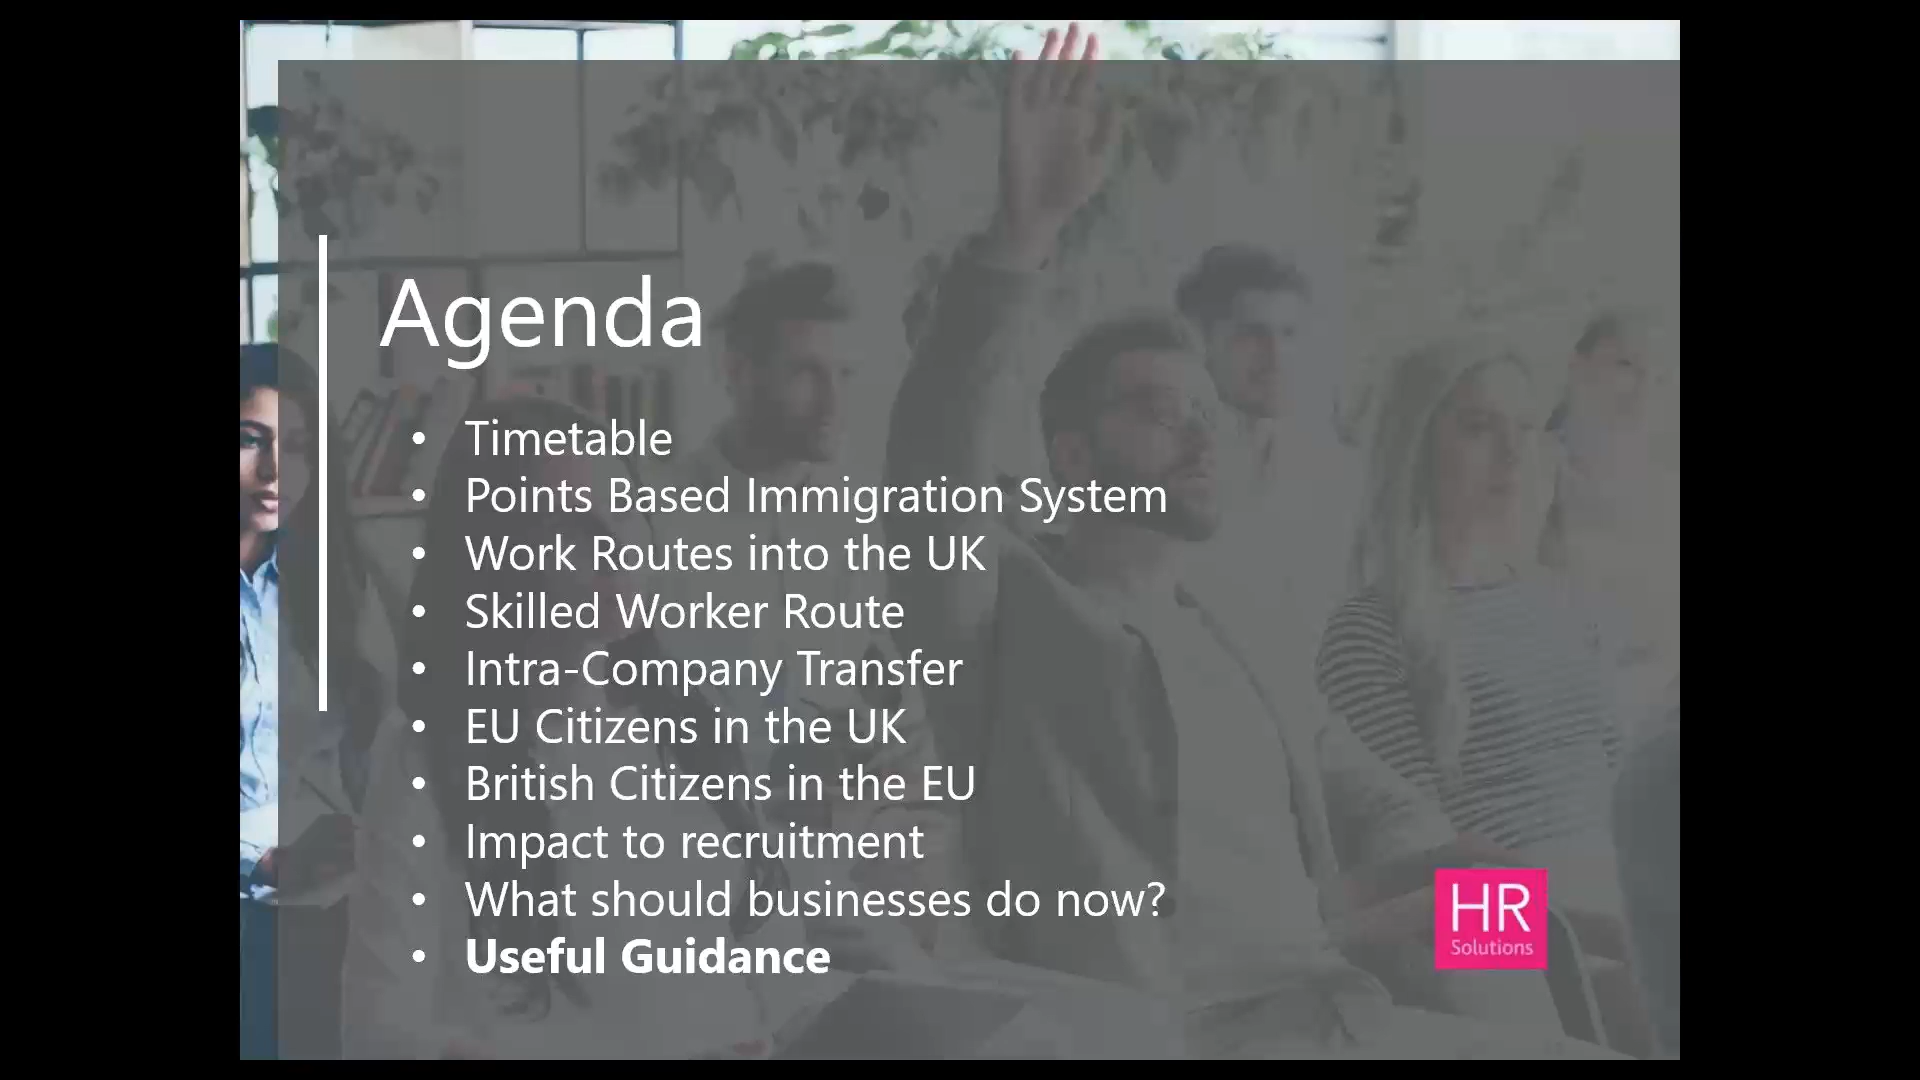 Agenda
• Timetable
• Points Based Immigration System
• Work Routes into the UK
• Skilled Worker Route
• Intra-Company Transfer
• EU Citizens in the UK
• British Citizens in the EU
• Impact to recruitment
• What should businesses do now?
• Useful Guidance
HR
Solutions